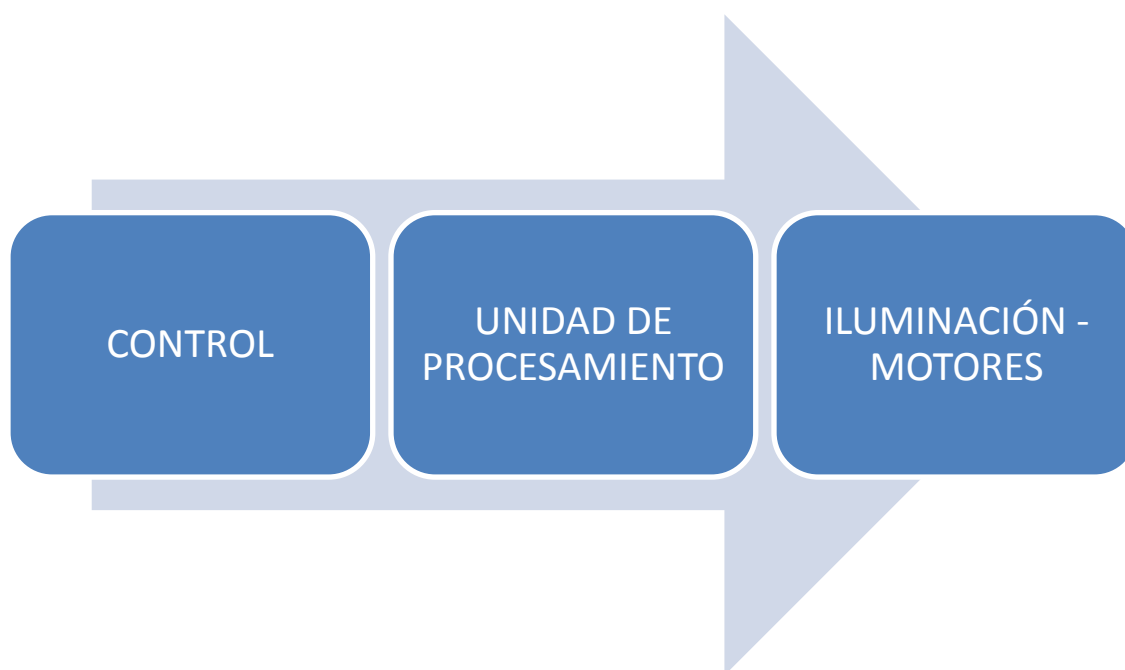 CONTROL
UNIDAD DE
PROCESAMIENTO
ILUMINACIÓN -
MOTORES